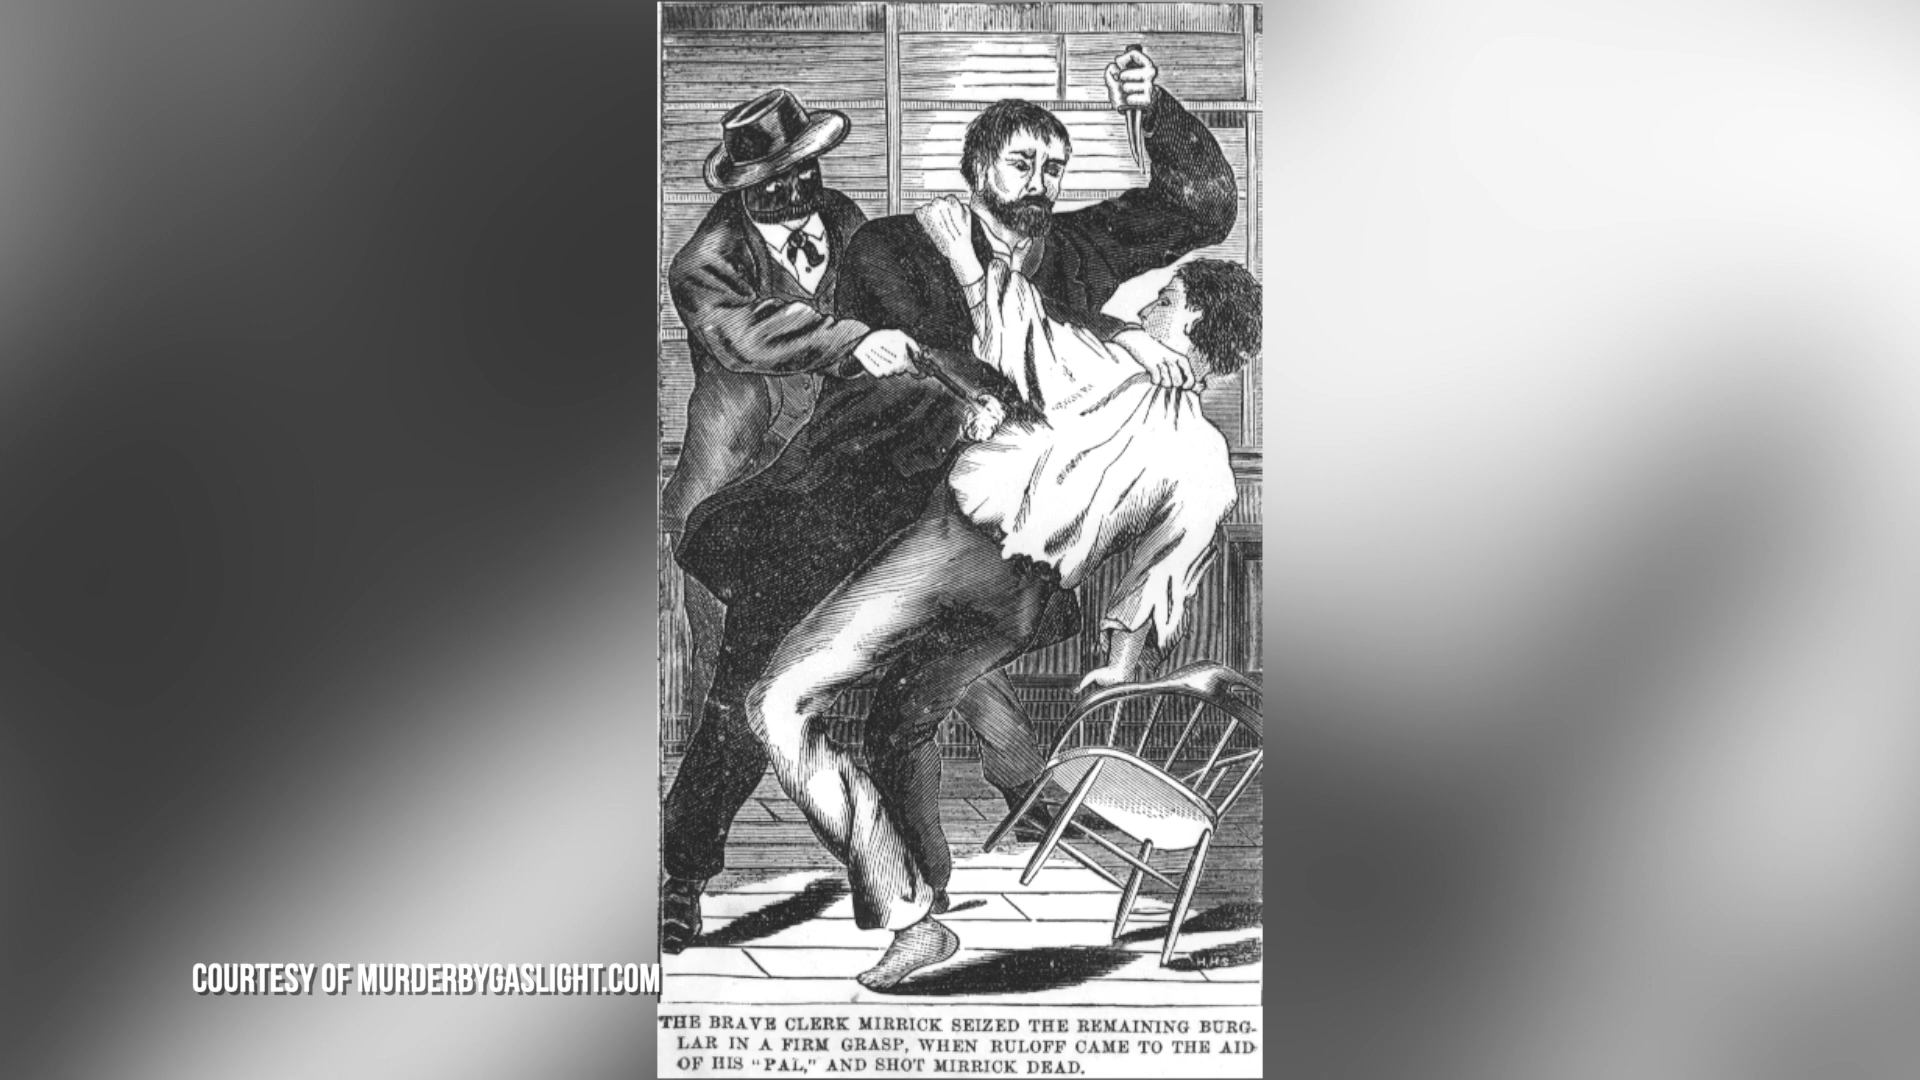 COURTESY OF MURDERBYGASLIGHT.COM
H.H.S. SC
THE BRAVE CLERK MIRRICK SEIZED THE REMAINING BURG-
LAR IN A FIRM GRASP, WHEN RULOFF CAME TO THE AID
OF HIS "PAL," AND SHOT MIRRICK DEAD.